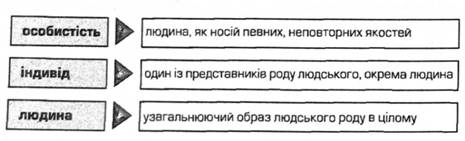 особистість людина, як носій певних, неповторних якостей
індивід один із представників роду людського, окрема людина
людина узагальнюючий образ людського роду в цілому